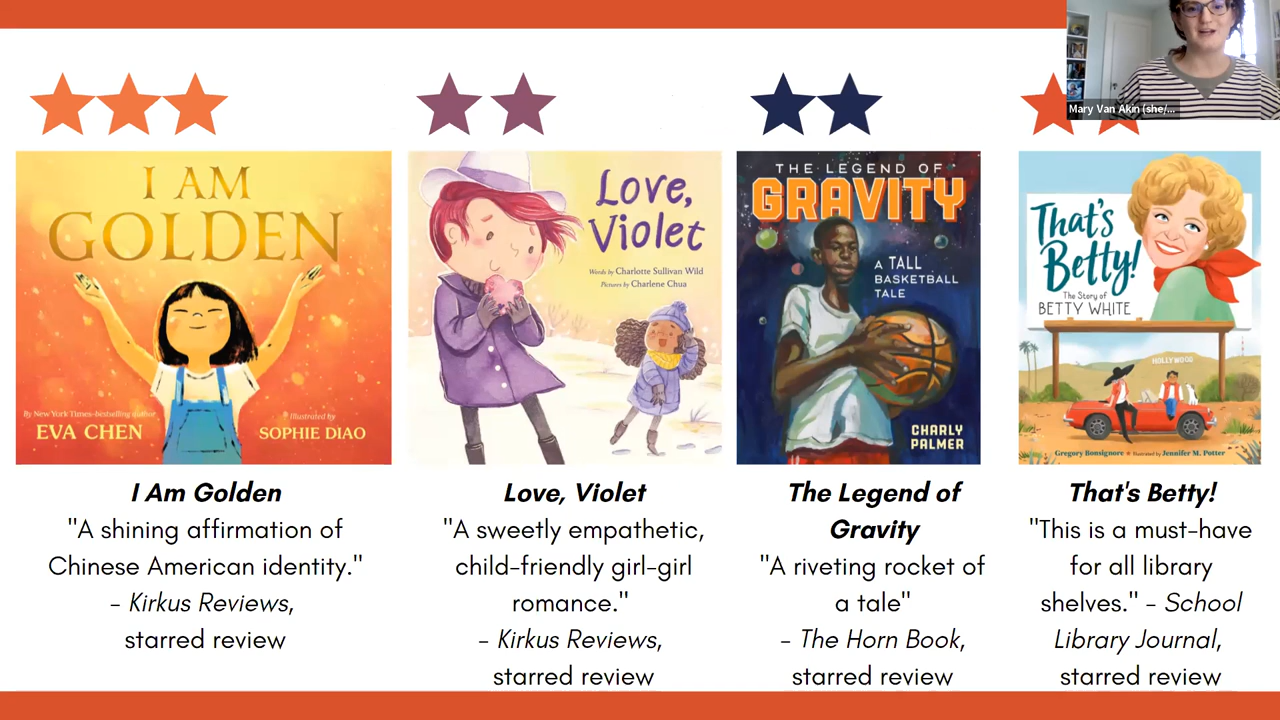 Mary Van Akin (she/...
I AM
GOLDEN
By New York Times-bestselling author
EVA CHEN
Illustrated by
SOPHIE DIAO
Love,
Violet
Words by Charlotte Sullivan Wild
Pictures by Charlene Chua
THE LEGEND OF
GRAVITY
A TALL
BASKETBALL
TALE
CHARLY
PALMER
That's
Betty!
The Story of
BETTY WHITE
HOLLYWOOD
Gregory Bonsignore ★ Illustrated by Jennifer M. Potter
I Am Golden
"A shining affirmation of
Chinese American identity."
– Kirkus Reviews,
starred review
Love, Violet
"A sweetly empathetic,
child-friendly girl-girl
romance."
– Kirkus Reviews,
starred review
The Legend of
Gravity
"A riveting rocket of
a tale"
– The Horn Book,
starred review
That's Betty!
"This is a must-have
for all library
shelves." – School
Library Journal,
starred review